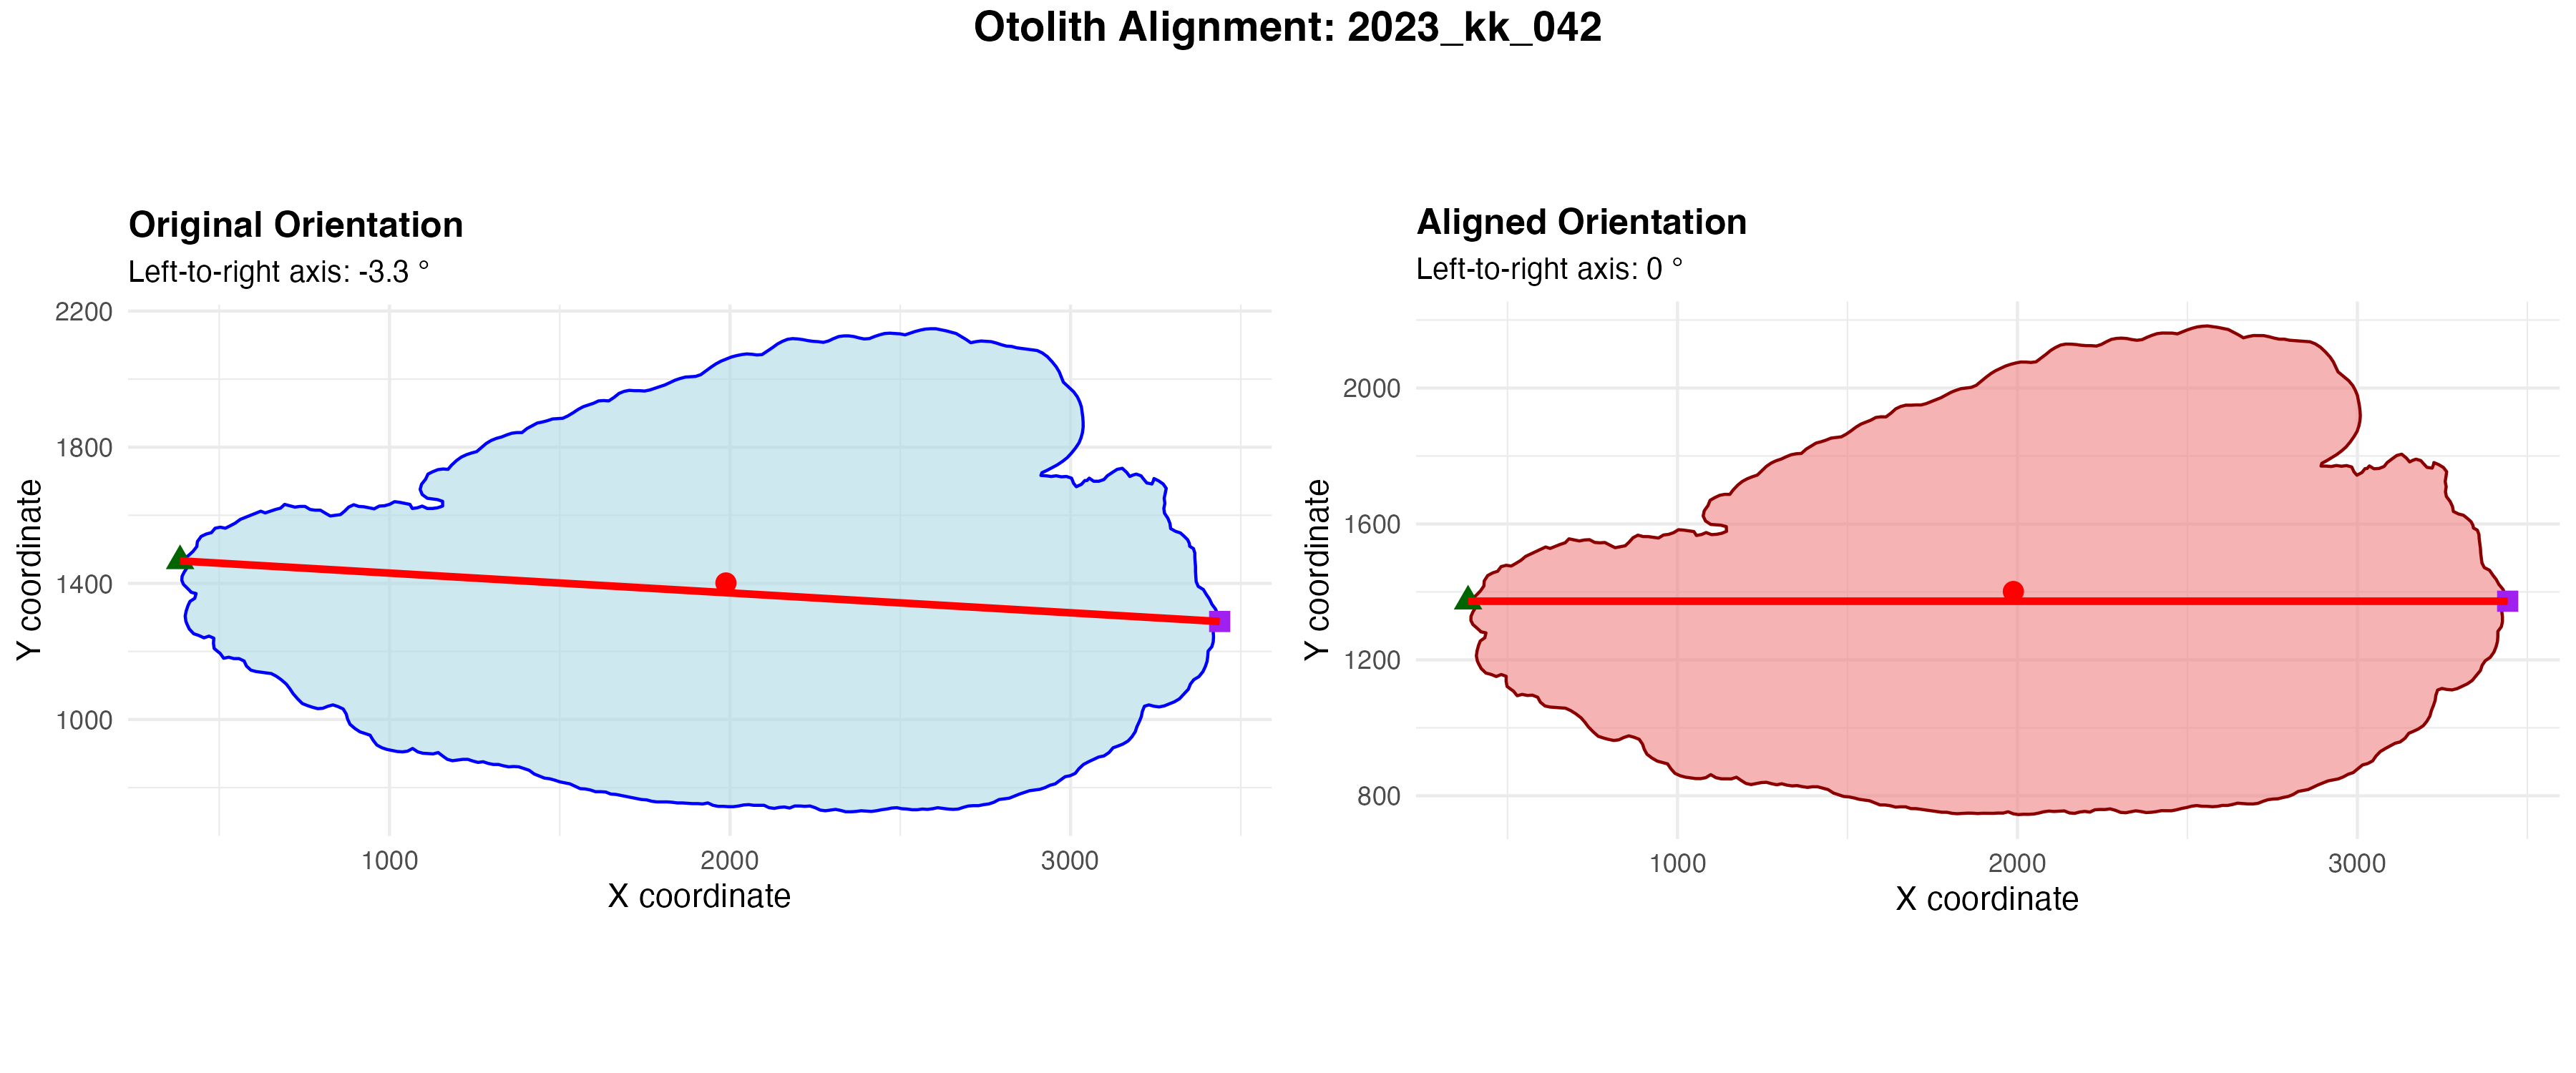 Otolith Alignment: 2023_kk_042
Original Orientation
Left-to-right axis: -3.3 °
2200
1800
1400
1000
Y coordinate
1000 2000 3000
X coordinate
Aligned Orientation
Left-to-right axis: 0 °
2000
1600
1200
800
Y coordinate
1000 2000 3000
X coordinate